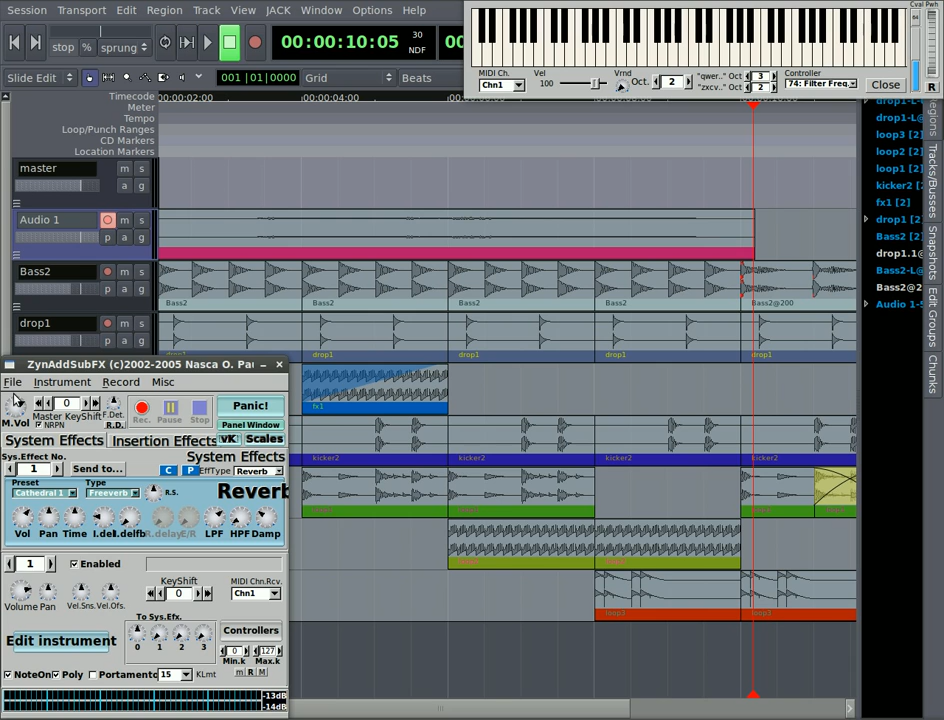 Session Transport Edit Region Track View JACK Window Options Help
stop % sprung
00:00:10:05 30 NDF 00
Slide Edit 001|01|0000 Grid Beats
MIDI Ch. Vel Vrnd Oct. "qwer.." Oct Controller
Chn1 100 2 3 74: Filter Freq. Close
"zxcv.." Oct 2
Cval Pwh
64
R
Timecode 00:00:02:00 00:00:04:00
Meter
Tempo
Loop/Punch Ranges
CD Markers
Location Markers
master m s
a g
Audio 1 m s
p a g
Bass2 m s
p a g
Bass2 Bass2 Bass2 Bass2 Bass2@200
drop1 m s
p a g
drop1 drop1 drop1 drop1 drop1
fx1
kicker2 kicker2 kicker2 kicker2
loop3 loop3
drop1-L@
loop3 [2]
loop2 [2]
loop1 [2]
kicker2 [2
fx1 [2]
drop1 [2]
Bass2 [2]
drop1.1@
Bass2-L@
Bass2@2
Audio 1-
Regions
Tracks/Busses
Snapshots
Edit Groups
Chunks
ZynAddSubFX (c)2002-2005 Nasca O. Pa
File Instrument Record Misc
0 Panic!
M.Vol Master KeyShift F.Det. Rec. Pause Stop
NRPN R.D. Panel Window
System Effects Insertion Effects vK Scales
Sys.Effect No. System Effects
1 Send to... C P EffType Reverb
Preset Type Reverb
Cathedral 1 Freeverb R.S.
Vol Pan Time I.del I.delfb R.delay E/R LPF HPF Damp
1 Enabled
KeyShift MIDI Chn.Rcv.
0 Chn1
Volume Pan Vel.Sns. Vel.Ofs.
To Sys.Efx.
Edit instrument Controllers
0 1 2 3 0 127
Min.k Max.k
m R M
NoteOn Poly Portamento 15 KLmt
-13dB
-14dB